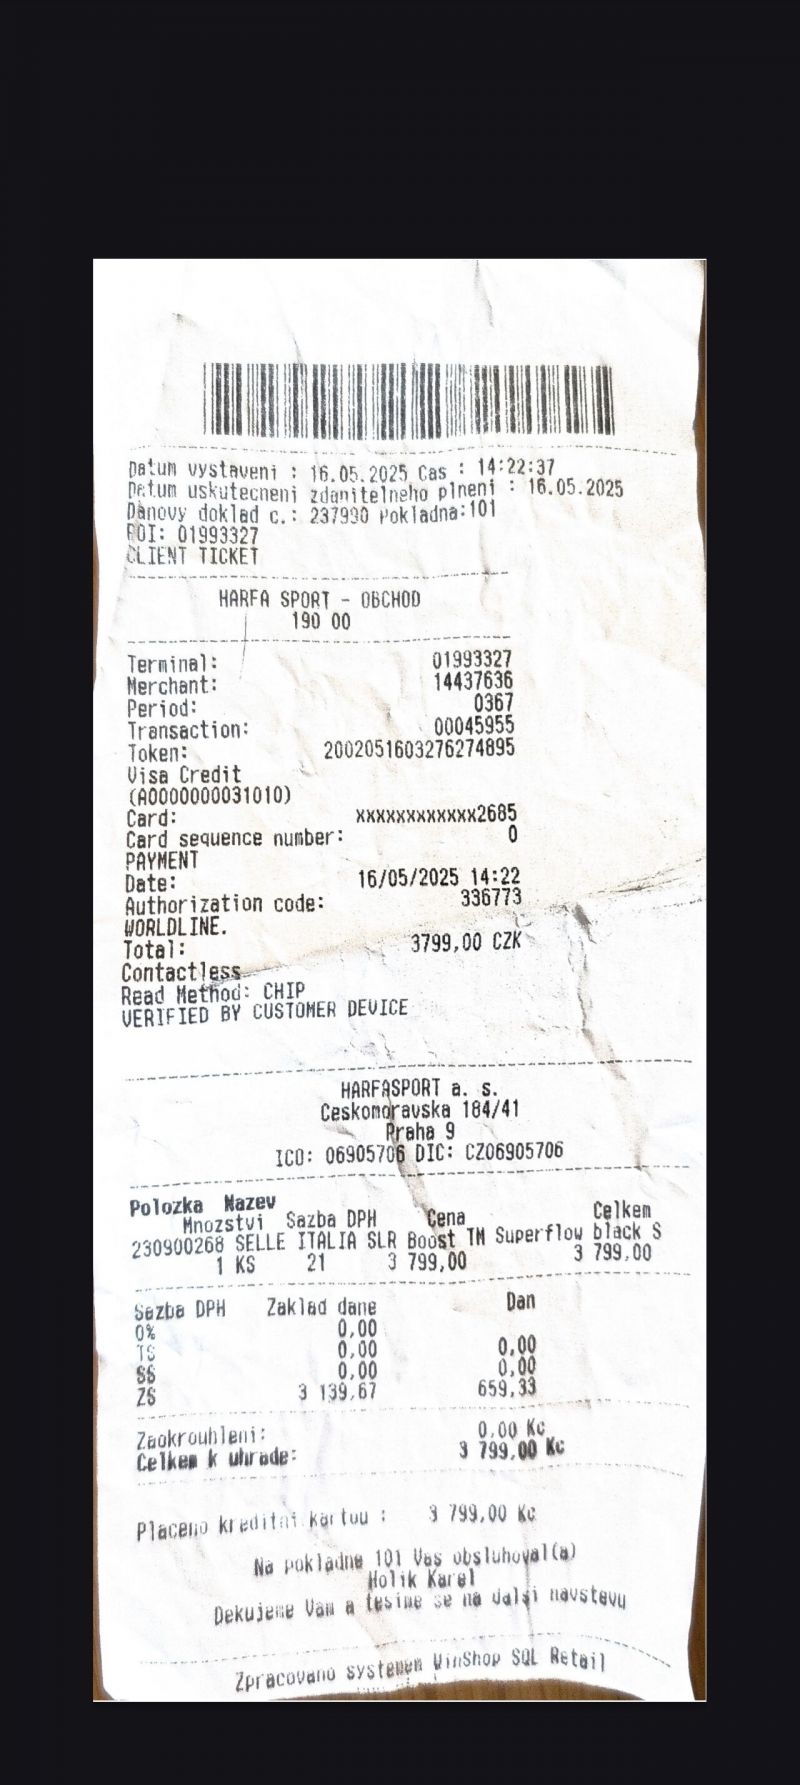 Datum vystaveni : 16.05.2025 Cas : 14:22:37
Datum uskutecneni zdanitelneho plneni : 16.05.2025
Danovy doklad c.: 237990 Pokladna:101
POI: 01993327
CLIENT TICKET
HARFA SPORT - OBCHOD
190 00
Terminal: 01993327
Merchant: 14437636
Period: 0367
Transaction: 00045955
Token: 2002051603276274895
Visa Credit
(A0000000031010)
Card: xxxxxxxxxxxx2685
Card sequence number: 0
PAYMENT
Date: 16/05/2025 14:22
Authorization code: 336773
WORLDLINE.
Total: 3799,00 CZK
Contactless
Read Method: CHIP
VERIFIED BY CUSTOMER DEVICE
HARFASPORT a. s.
Ceskomoravska 184/41
Praha 9
ICO: 06905706 DIC: CZ06905706
Polozka Nazev
Mnozstvi Sazba DPH Cena Celkem
230900268 SELLE ITALIA SLR Boost TM Superflow black S
1 KS 21 3 799,00 3 799,00
Sazba DPH Zaklad dane Dan
0% 0,00
TS 0,00 0,00
SS 0,00 0,00
ZS 3 139,67 659,33
Zaokrouhleni: 0,00 Kc
Celkem k uhrade: 3 799,00 Kc
Placeno kreditni kartou : 3 799,00 Kc
Na pokladne 101 Vas obsluhoval(a)
Holik Karel
Dekujeme Vam a tesime se na dalsi navstevu
Zpracovano systemem WinShop SQL Retail